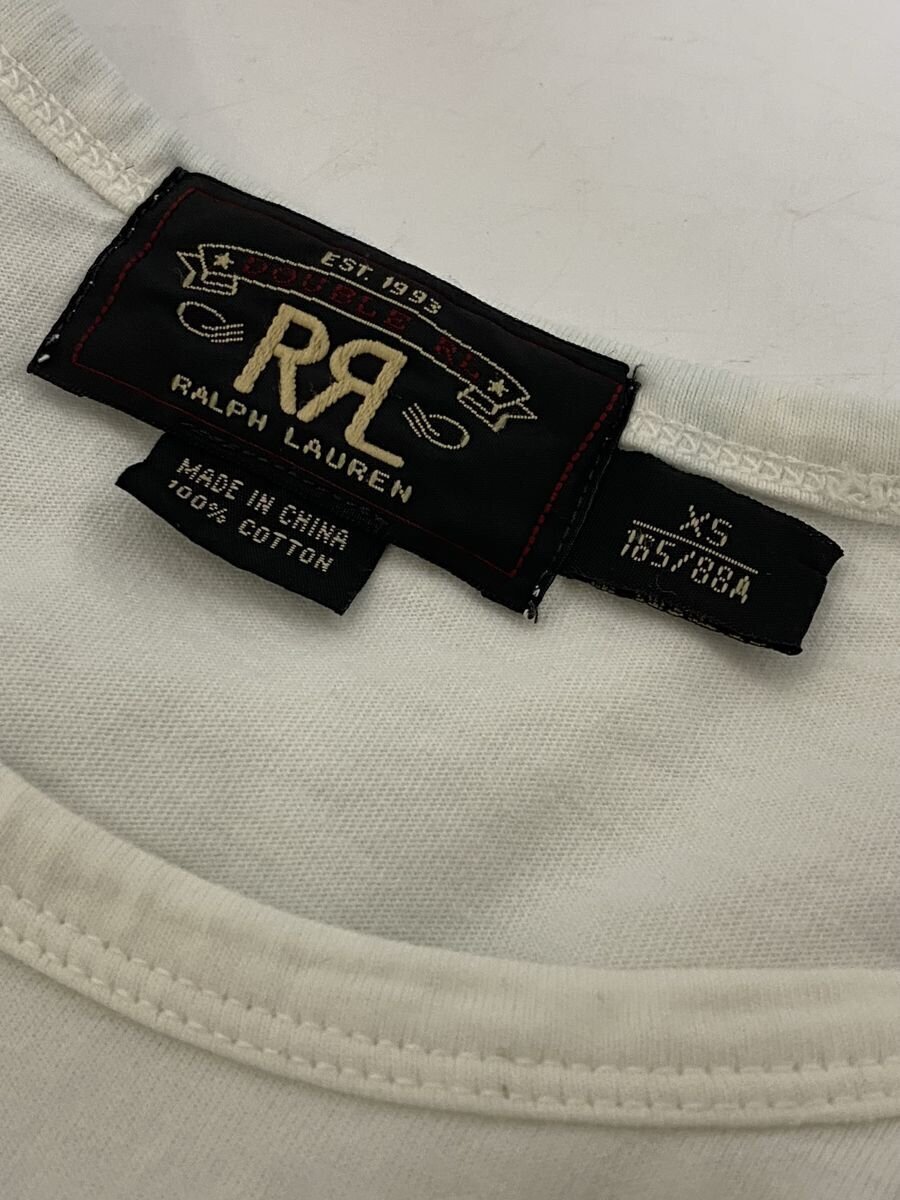 EST. 1993
DOUBLE RL
RRL
RALPH LAUREN
MADE IN CHINA
100% COTTON
XS
165/88A